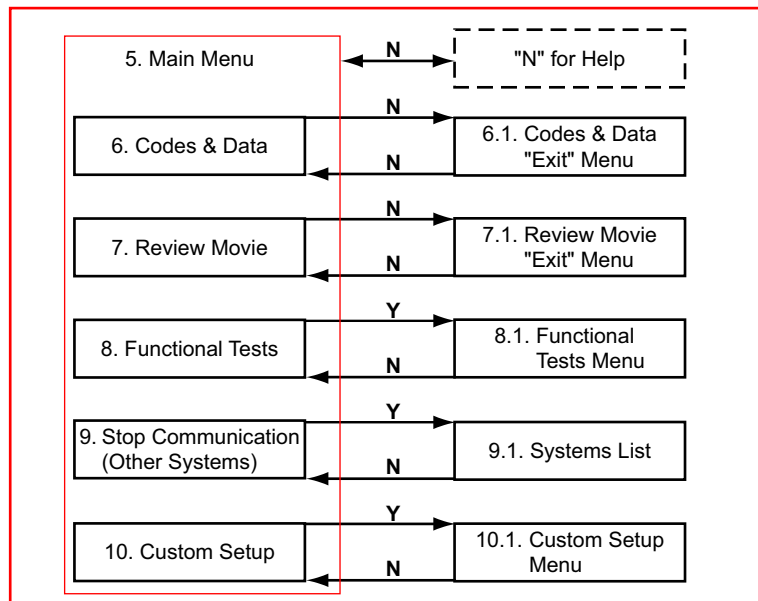 5. Main Menu
N
"N" for Help
N
6. Codes & Data
6.1. Codes & Data
"Exit" Menu
N
N
7. Review Movie
7.1. Review Movie
"Exit" Menu
N
Y
8. Functional Tests
8.1. Functional
Tests Menu
N
Y
9. Stop Communication
(Other Systems)
9.1. Systems List
N
Y
10. Custom Setup
10.1. Custom Setup
Menu
N